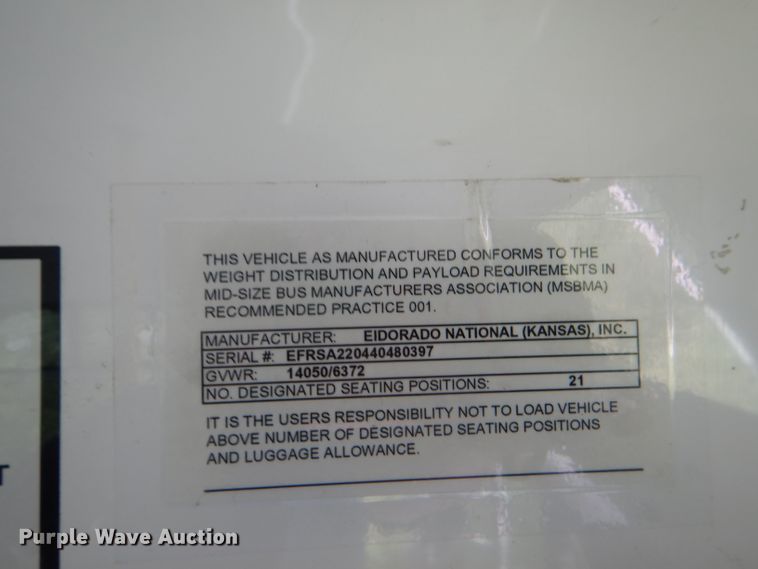 THIS VEHICLE AS MANUFACTURED CONFORMS TO THE
WEIGHT DISTRIBUTION AND PAYLOAD REQUIREMENTS IN
MID-SIZE BUS MANUFACTURERS ASSOCIATION (MSBMA)
RECOMMENDED PRACTICE 001.
MANUFACTURER: ElDORADO NATIONAL (KANSAS), INC.
SERIAL #: EFRSA220440480397
GVWR: 14050/6372
NO. DESIGNATED SEATING POSITIONS: 21
IT IS THE USERS RESPONSIBILITY NOT TO LOAD VEHICLE
ABOVE NUMBER OF DESIGNATED SEATING POSITIONS
AND LUGGAGE ALLOWANCE.
T
Purple Wave Auction